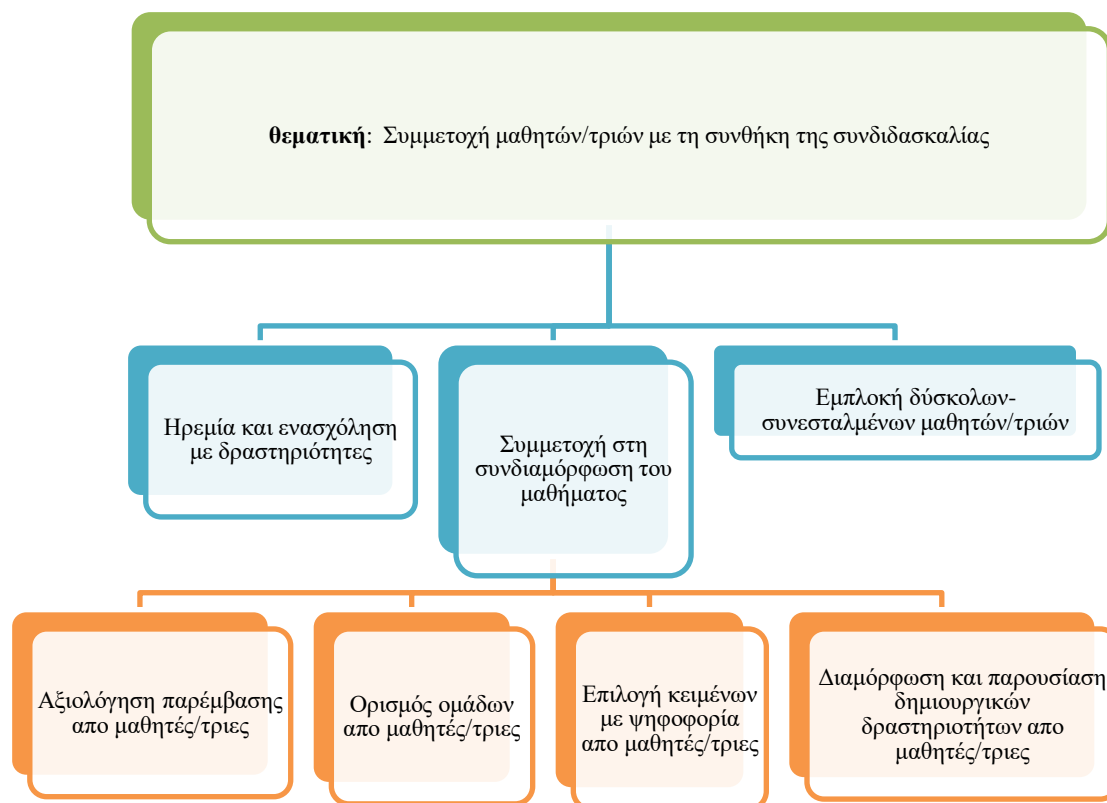 θεματική: Συμμετοχή μαθητών/τριών με τη συνθήκη της συνδιδασκαλίας
Ηρεμία και ενασχόληση
με δραστηριότητες
Συμμετοχή στη
συνδιαμόρφωση του
μαθήματος
Εμπλοκή δύσκολων-
συνεσταλμένων μαθητών/τριών
Αξιολόγηση παρέμβασης
απο μαθητές/τριες
Ορισμός ομάδων
απο μαθητές/τριες
Επιλογή κειμένων
με ψηφοφορία
απο μαθητές/τριες
Διαμόρφωση και παρουσίαση
δημιουργικών
δραστηριοτήτων απο
μαθητές/τριες